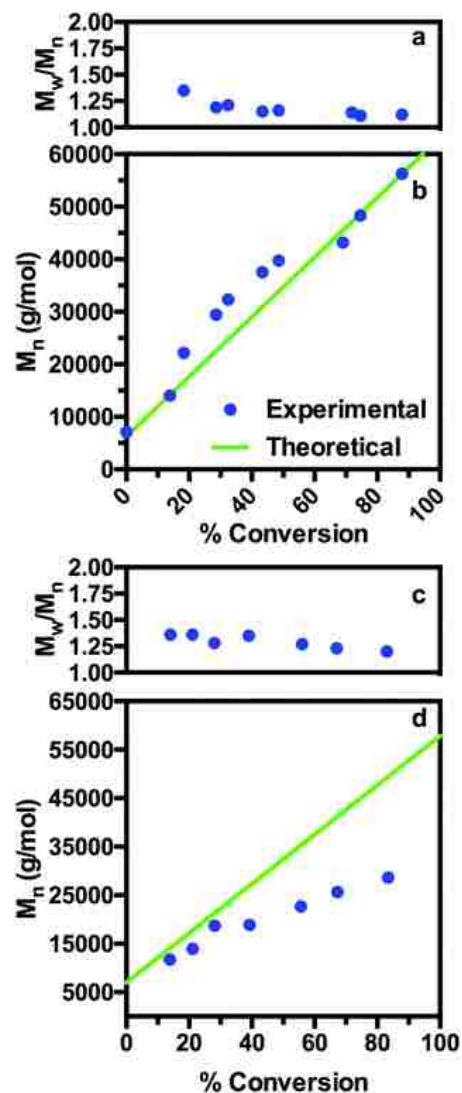 a
2.00
1.75
1.50
1.25
1.00
Mw/Mn
b
60000
50000
40000
30000
20000
10000
0
Mn (g/mol)
Experimental
Theoretical
0 20 40 60 80 100
% Conversion
c
2.00
1.75
1.50
1.25
1.00
Mw/Mn
d
65000
55000
45000
35000
25000
15000
5000
Mn (g/mol)
0 20 40 60 80 100
% Conversion